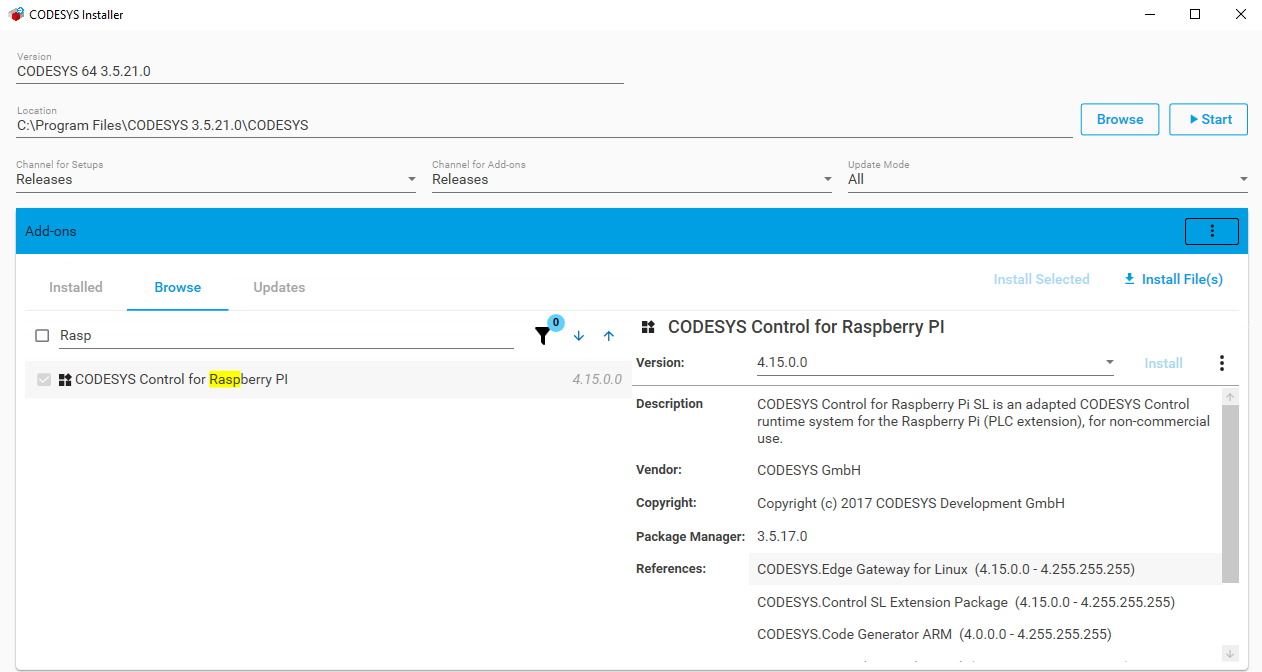 CODESYS Installer
Version
CODESYS 64 3.5.21.0
Location
C:\Program Files\CODESYS 3.5.21.0\CODESYS
Browse
Start
Channel for Setups
Releases
Channel for Add-ons
Releases
Update Mode
All
Add-ons
Installed
Browse
Updates
Install Selected
Install File(s)
Rasp
0
CODESYS Control for Raspberry PI
4.15.0.0
CODESYS Control for Raspberry PI
Version:
4.15.0.0
Install
Description
CODESYS Control for Raspberry Pi SL is an adapted CODESYS Control
runtime system for the Raspberry Pi (PLC extension), for non-commercial
use.
Vendor:
CODESYS GmbH
Copyright:
Copyright (c) 2017 CODESYS Development GmbH
Package Manager:
3.5.17.0
References:
CODESYS.Edge Gateway for Linux (4.15.0.0 - 4.255.255.255)
CODESYS.Control SL Extension Package (4.15.0.0 - 4.255.255.255)
CODESYS.Code Generator ARM (4.0.0.0 - 4.255.255.255)